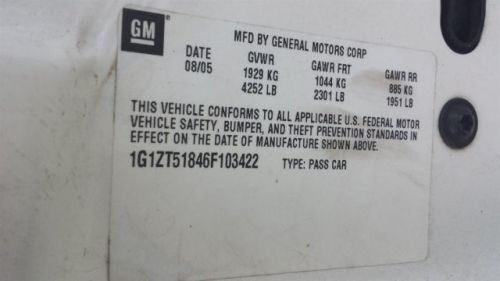 GM
MFD BY GENERAL MOTORS CORP
DATE GVWR GAWR FRT GAWR RR
08/05 1929 KG 1044 KG 885 KG
4252 LB 2301 LB 1951 LB
THIS VEHICLE CONFORMS TO ALL APPLICABLE U.S. FEDERAL MOTOR
VEHICLE SAFETY, BUMPER, AND THEFT PREVENTION STANDARDS IN
EFFECT ON THE DATE OF MANUFACTURE SHOWN ABOVE.
1G1ZT51846F103422 TYPE: PASS CAR